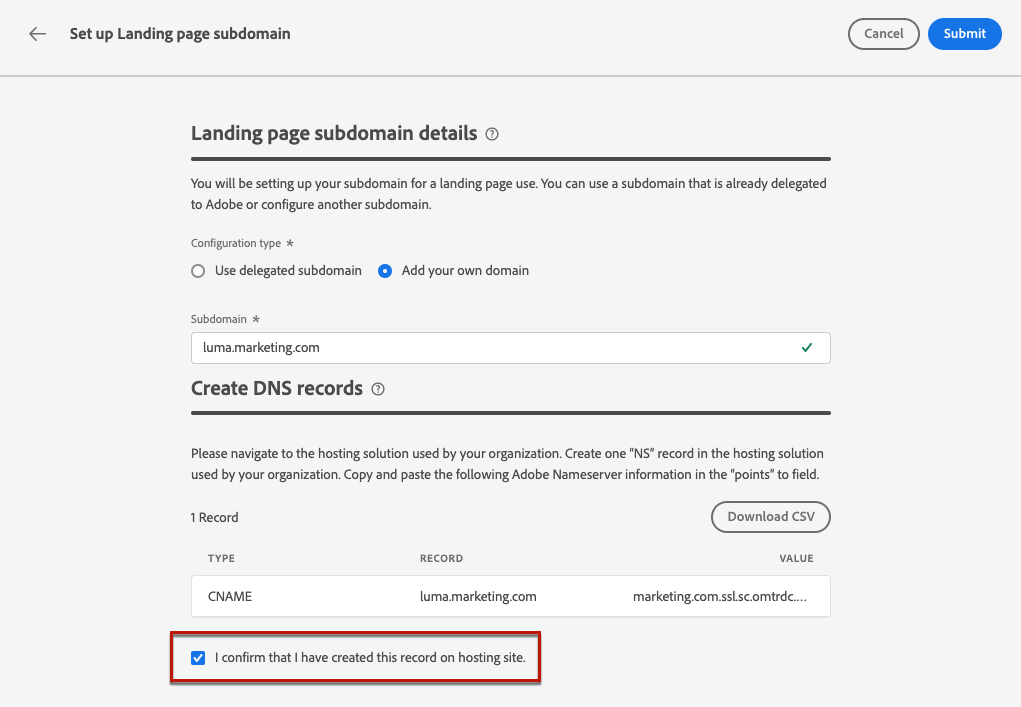 Set up Landing page subdomain
Cancel
Submit
Landing page subdomain details
You will be setting up your subdomain for a landing page use. You can use a subdomain that is already delegated
to Adobe or configure another subdomain.
Configuration type *
Use delegated subdomain
Add your own domain
Subdomain *
luma.marketing.com
Create DNS records
Please navigate to the hosting solution used by your organization. Create one "NS" record in the hosting solution
used by your organization. Copy and paste the following Adobe Nameserver information in the "points" to field.
1 Record
Download CSV
TYPE RECORD VALUE
CNAME luma.marketing.com marketing.com.ssl.sc.omtrdc....
I confirm that I have created this record on hosting site.